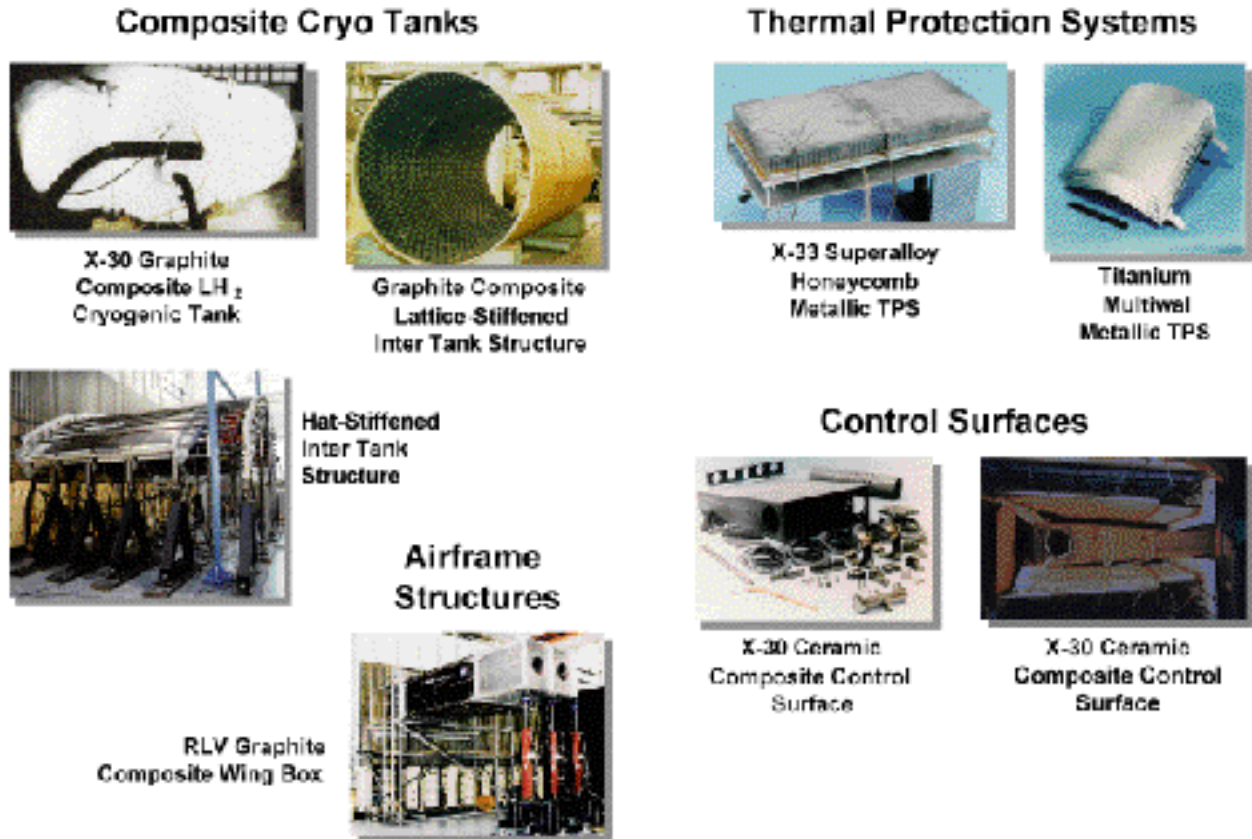 Composite Cryo Tanks
X-30 Graphite
Composite LH 2
Cryogenic Tank
Graphite Composite
Lattice-Stiffened
Inter Tank Structure
Hat-Stiffened
Inter Tank
Structure
Airframe
Structures
RLV Graphite
Composite Wing Box
Thermal Protection Systems
X-33 Superalloy
Honeycomb
Metallic TPS
Titanium
Multiwal
Metallic TPS
Control Surfaces
X-30 Ceramic
Composite Control
Surface
X-30 Ceramic
Composite Control
Surface